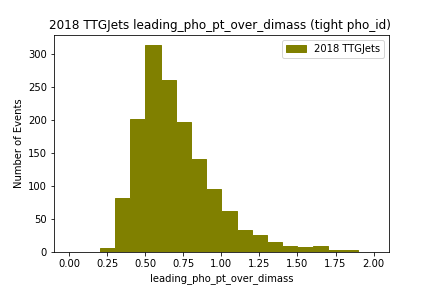 2018 TTGJets leading_pho_pt_over_dimass (tight pho_id)
2018 TTGJets
300
250
200
150
100
50
0
Number of Events
0.00 0.25 0.50 0.75 1.00 1.25 1.50 1.75 2.00
leading_pho_pt_over_dimass